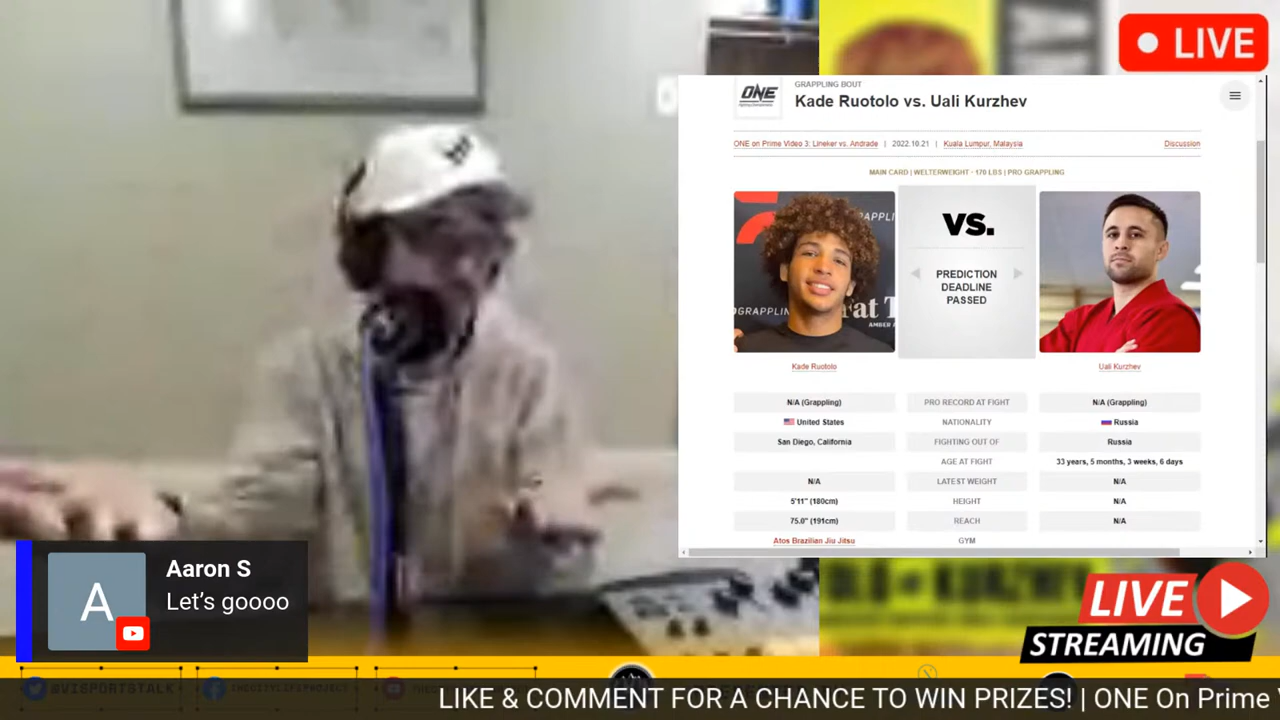 LIVE
GRAPPLING BOUT
ONE
Kade Ruotolo vs. Uali Kurzhev
ONE on Prime Video 3: Lineker vs. Andrade | 2022.10.21 | Kuala Lumpur, Malaysia
Discussion
MAIN CARD | WELTERWEIGHT · 170 LBS | PRO GRAPPLING
VS.
PREDICTION
DEADLINE
PASSED
Kade Ruotolo
Uali Kurzhev
N/A (Grappling) PRO RECORD AT FIGHT N/A (Grappling)
United States NATIONALITY Russia
San Diego, California FIGHTING OUT OF Russia
AGE AT FIGHT 33 years, 5 months, 3 weeks, 6 days
N/A LATEST WEIGHT N/A
5'11" (180cm) HEIGHT N/A
75.0" (191cm) REACH N/A
Atos Brazilian Jiu Jitsu GYM
A
Aaron S
Let's goooo
LIVE
STREAMING
@VISPORTSTALK
THECITYLIFEPROJECT
LIKE & COMMENT FOR A CHANCE TO WIN PRIZES! | ONE On Prime